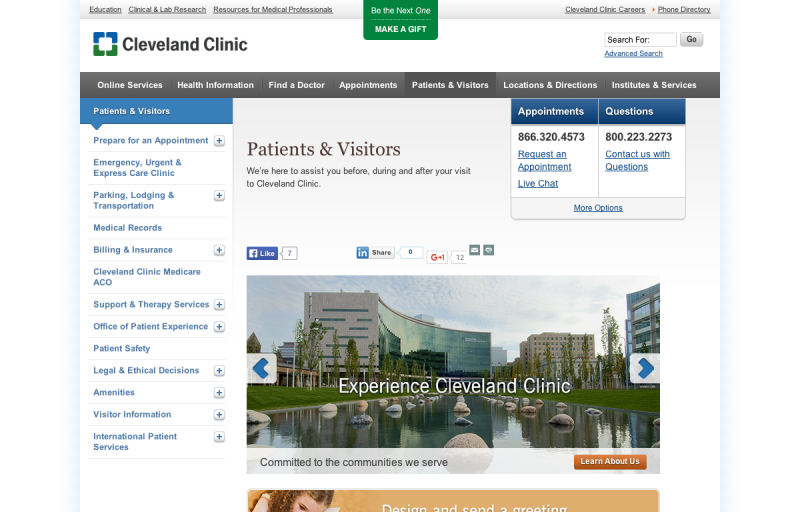 Education
Clinical & Lab Research
Resources for Medical Professionals
Be the Next One
MAKE A GIFT
Cleveland Clinic Careers
Phone Directory
Cleveland Clinic
Search For:
Go
Advanced Search
Online Services
Health Information
Find a Doctor
Appointments
Patients & Visitors
Locations & Directions
Institutes & Services
Patients & Visitors
Prepare for an Appointment
Emergency, Urgent &
Express Care Clinic
Parking, Lodging &
Transportation
Medical Records
Billing & Insurance
Cleveland Clinic Medicare
ACO
Support & Therapy Services
Office of Patient Experience
Patient Safety
Legal & Ethical Decisions
Amenities
Visitor Information
International Patient
Services
Patients & Visitors
We're here to assist you before, during and after your visit
to Cleveland Clinic.
Appointments
866.320.4573
Request an
Appointment
Live Chat
Questions
800.223.2273
Contact us with
Questions
More Options
Like
7
in Share
0
G+1
12
Experience Cleveland Clinic
Committed to the communities we serve
Learn About Us
Design and send a greeting